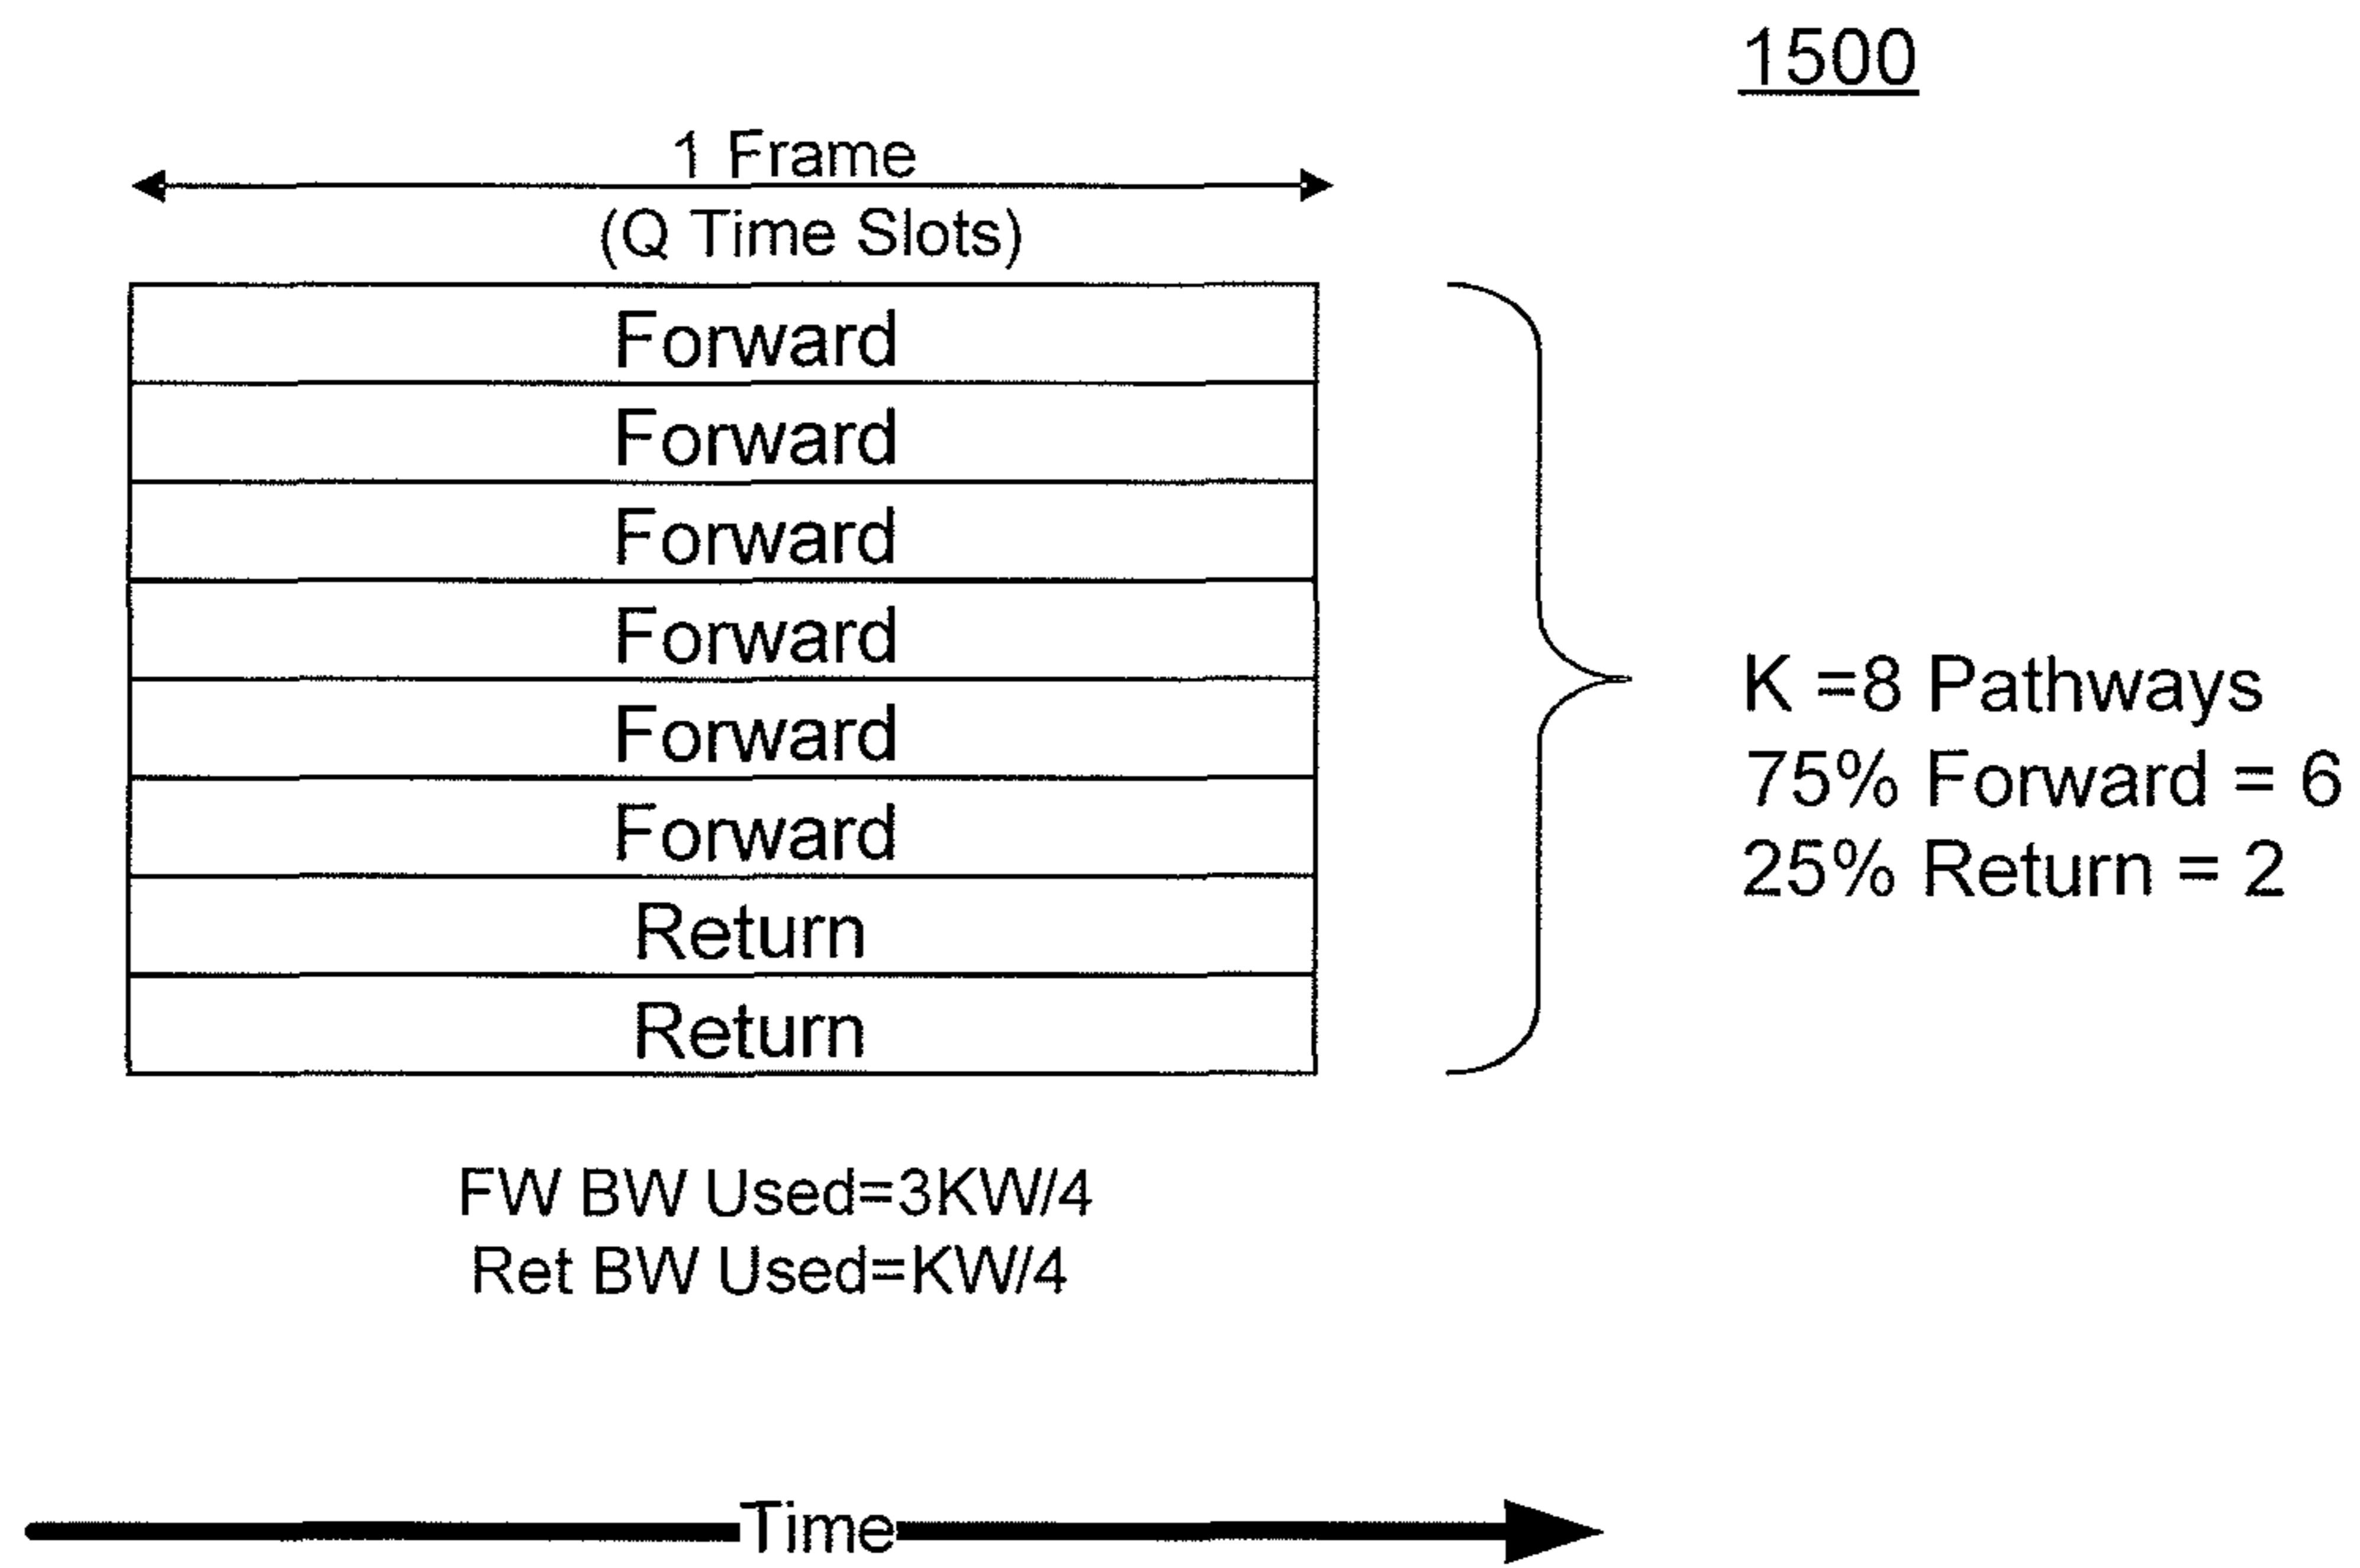 1500
1 Frame
(Q Time Slots)
Forward
Forward
Forward
Forward
Forward
Forward
Return
Return
K =8 Pathways
75% Forward = 6
25% Return = 2
FW BW Used=3KW/4
Ret BW Used=KW/4
Time